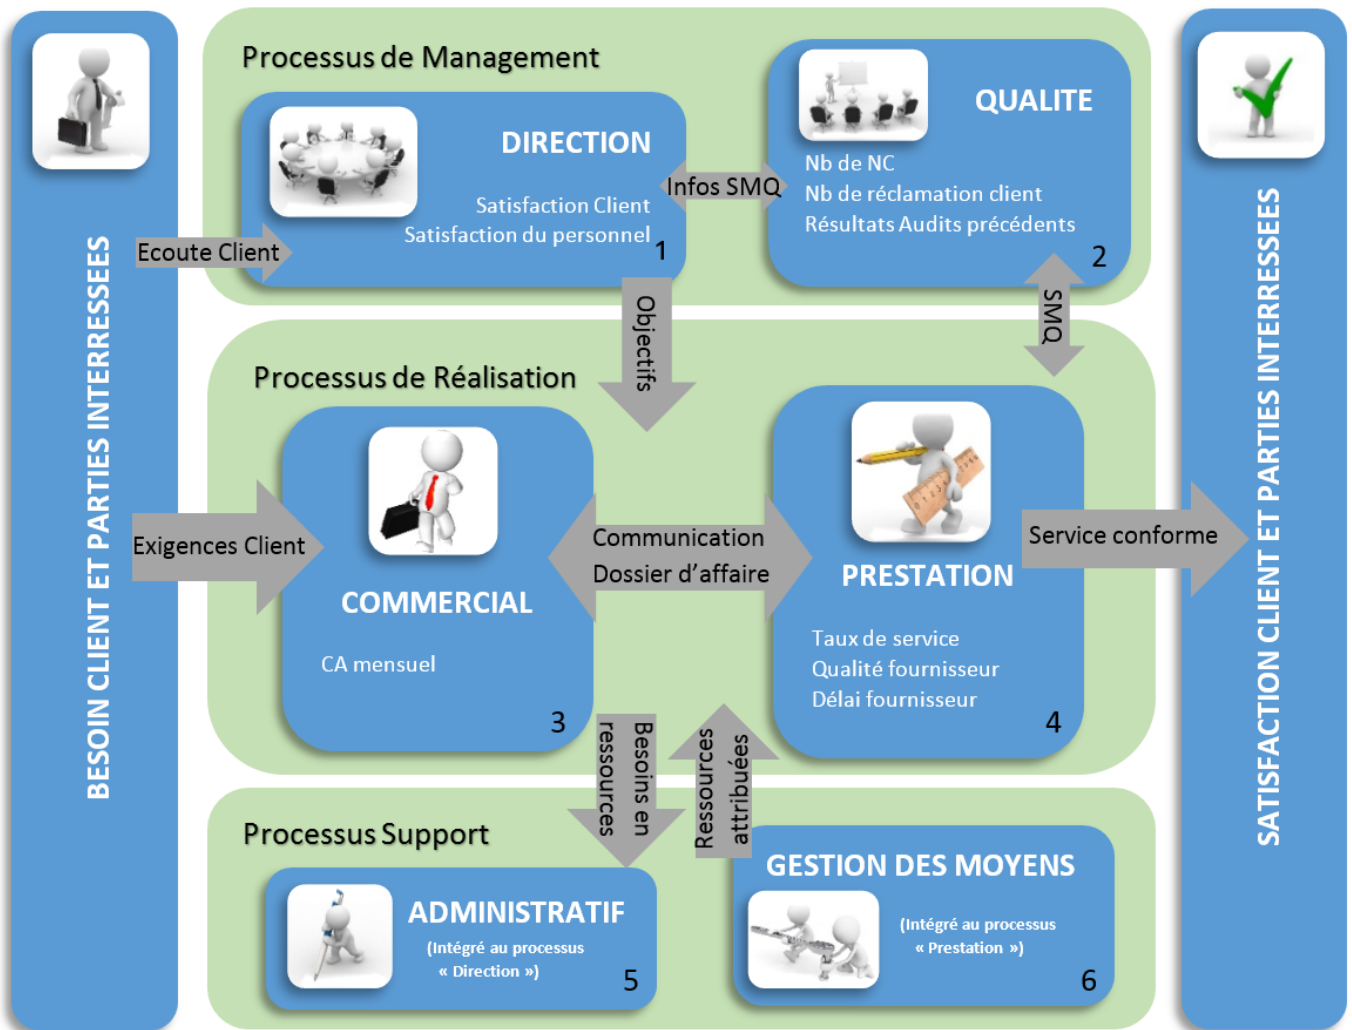 BESOIN CLIENT ET PARTIES INTERRESSEES
Processus de Management
DIRECTION
Satisfaction Client
Satisfaction du personnel
1
Infos SMQ
QUALITE
Nb de NC
Nb de réclamation client
Résultats Audits précédents
2
Ecoute Client
Objectifs
SMQ
Processus de Réalisation
Exigences Client
COMMERCIAL
CA mensuel
3
Communication
Dossier d’affaire
PRESTATION
Taux de service
Qualité fournisseur
Délai fournisseur
4
Service conforme
Besoins en
ressources
Ressources
attribuées
Processus Support
ADMINISTRATIF
(Intégré au processus
« Direction »)
5
GESTION DES MOYENS
(Intégré au processus
« Prestation »)
6
SATISFACTION CLIENT ET PARTIES INTERRESSEES